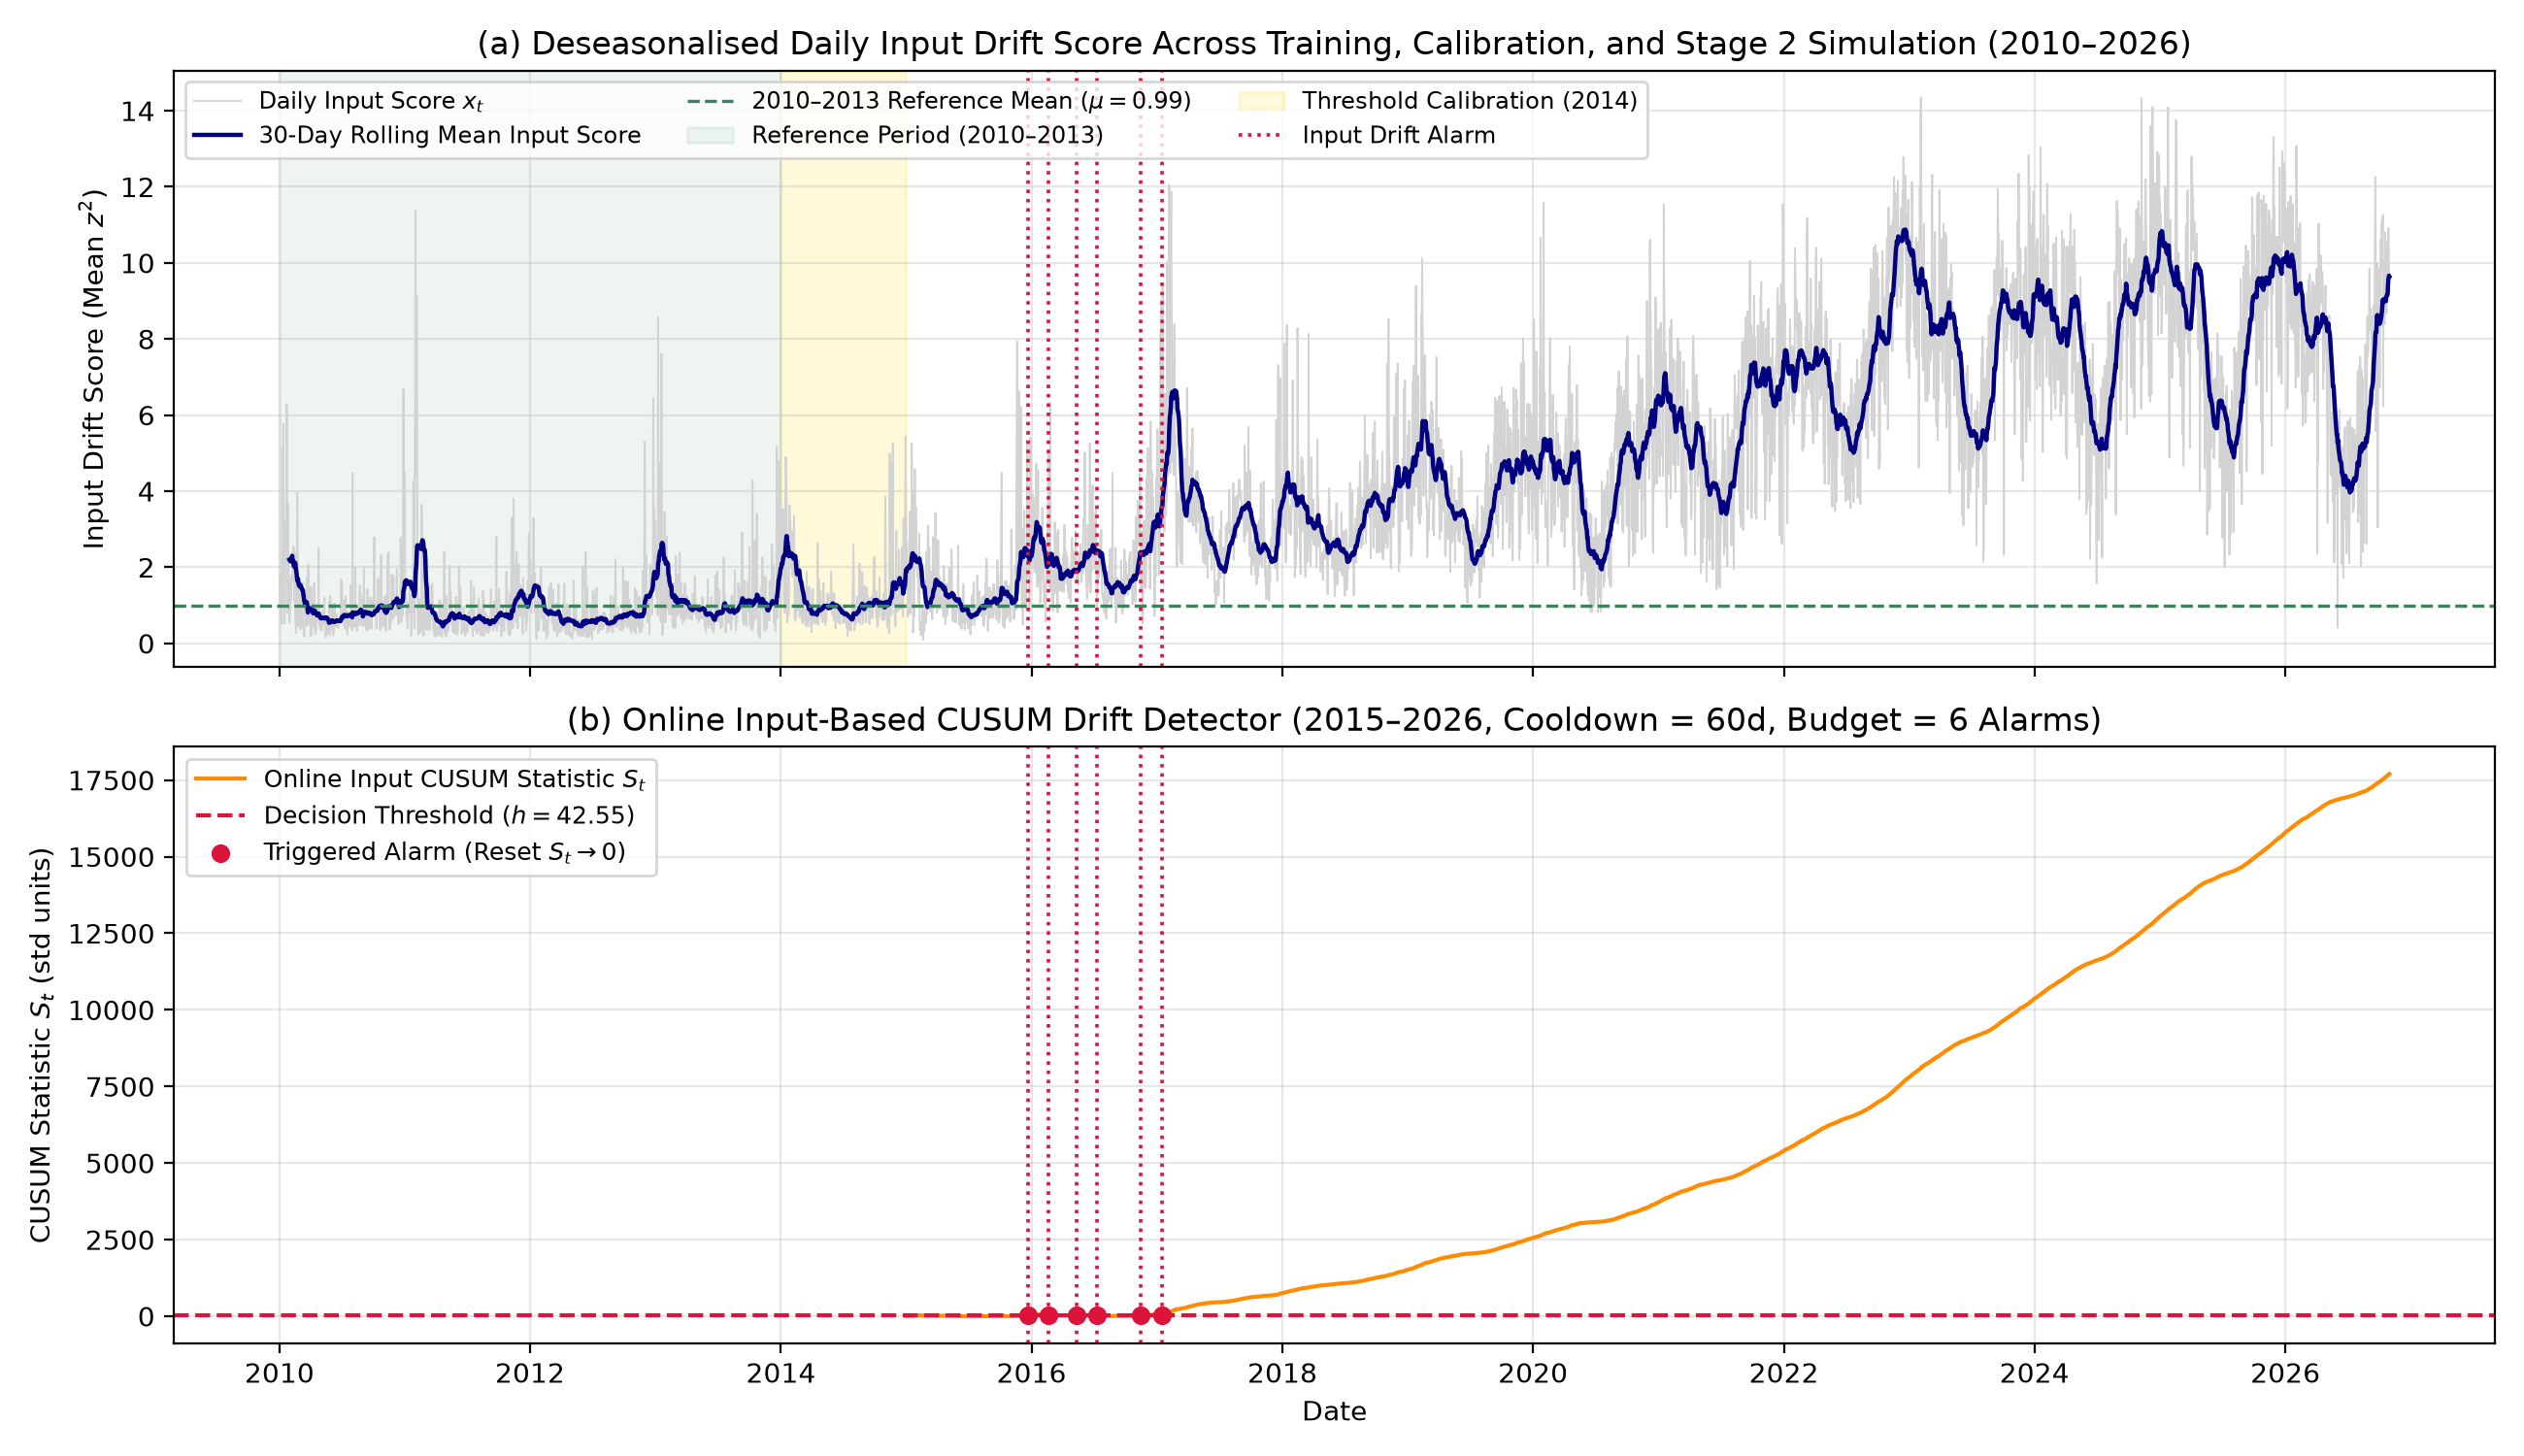 (a) Deseasonalised Daily Input Drift Score Across Training, Calibration, and Stage 2 Simulation (2010–2026)
Daily Input Score xₜ
30-Day Rolling Mean Input Score
2010–2013 Reference Mean (μ = 0.99)
Reference Period (2010–2013)
Threshold Calibration (2014)
Input Drift Alarm
Input Drift Score (Mean z²)
14
12
10
8
6
4
2
0
(b) Online Input-Based CUSUM Drift Detector (2015–2026, Cooldown = 60d, Budget = 6 Alarms)
Online Input CUSUM Statistic Sₜ
Decision Threshold (h = 42.55)
Triggered Alarm (Reset Sₜ → 0)
CUSUM Statistic Sₜ (std units)
17500
15000
12500
10000
7500
5000
2500
0
2010 2012 2014 2016 2018 2020 2022 2024 2026
Date